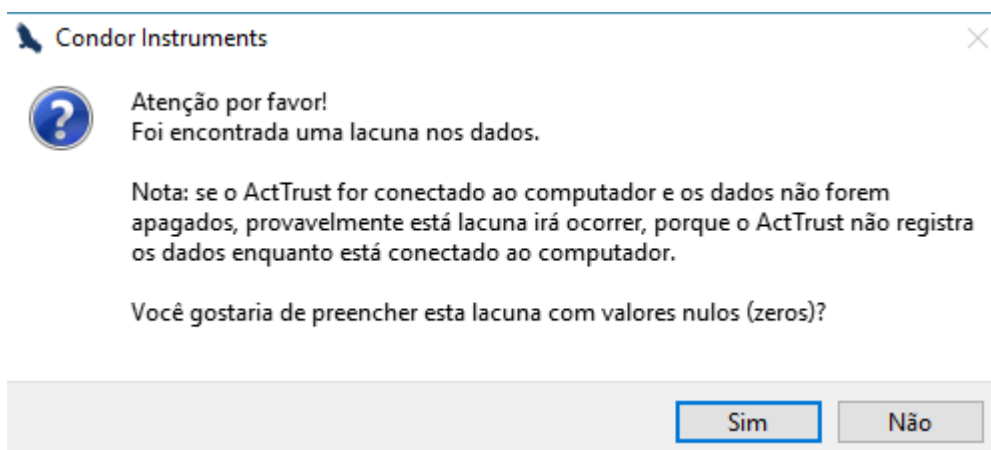 Condor Instruments
Atenção por favor!
Foi encontrada uma lacuna nos dados.
Nota: se o ActTrust for conectado ao computador e os dados não forem
apagados, provavelmente está lacuna irá ocorrer, porque o ActTrust não registra
os dados enquanto está conectado ao computador.
Você gostaria de preencher esta lacuna com valores nulos (zeros)?
Sim
Não